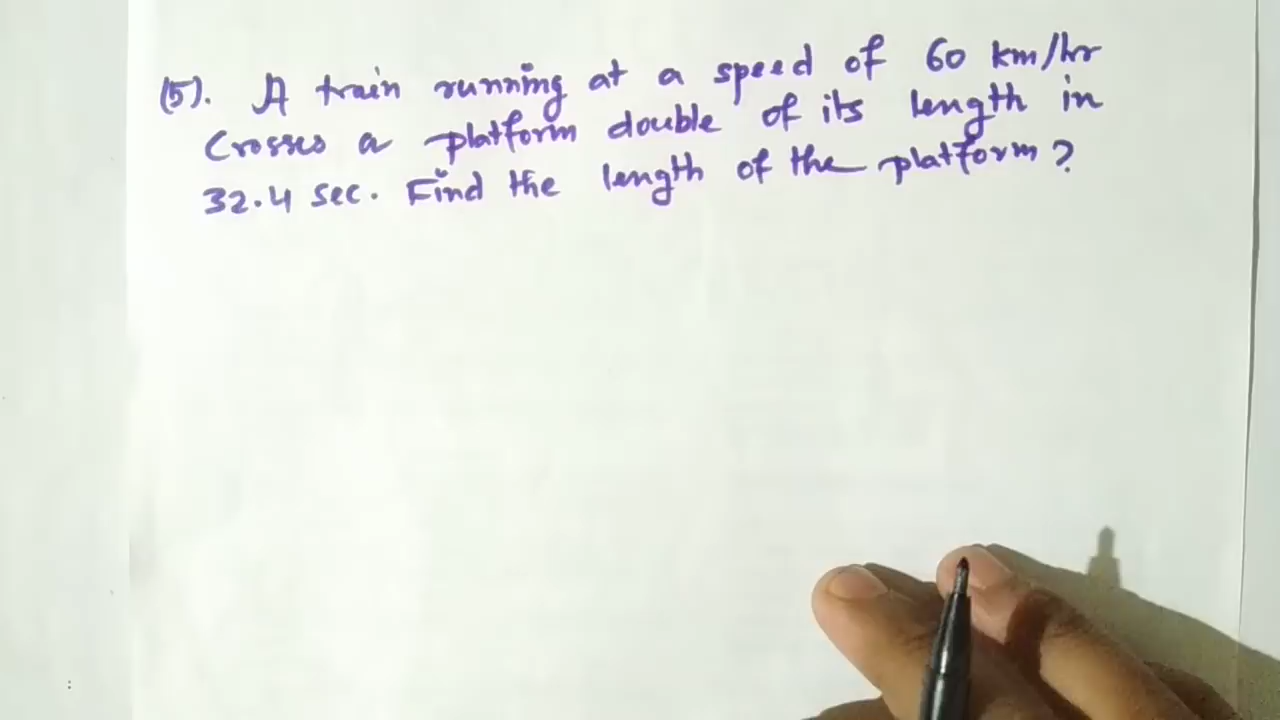 (5). A train running at a speed of 60 km/hr
Crosses a platform double of its length in
32.4 sec. Find the length of the platform?